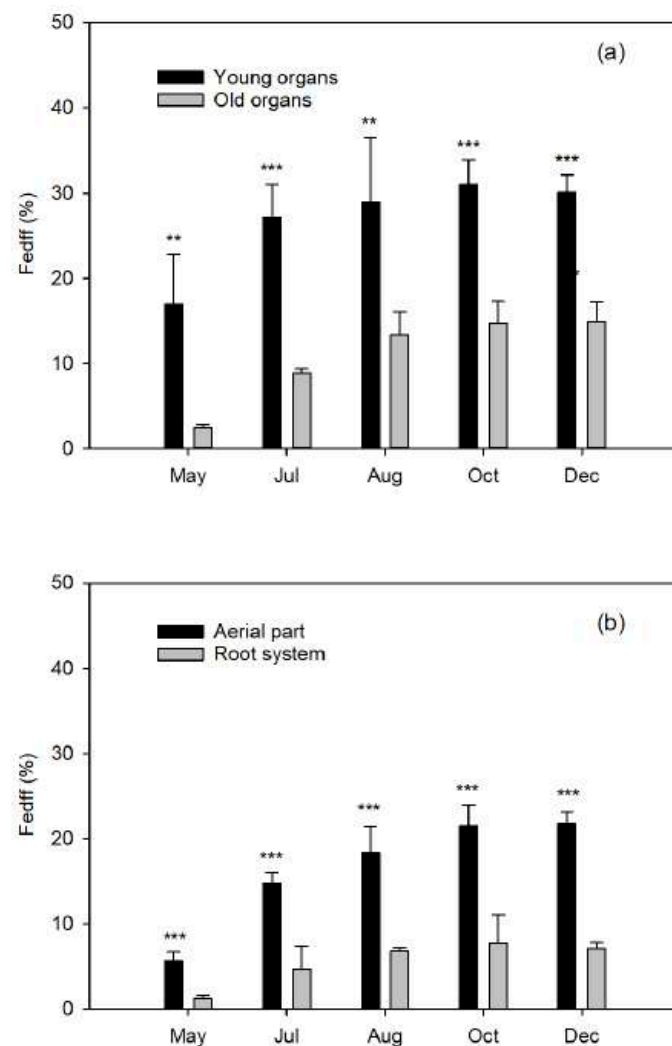 50
(a)
Young organs
Old organs
40
**
***
***
***
30
**
Fedff (%)
20
*
10
0
May Jul Aug Oct Dec
50
(b)
Aerial part
Root system
40
30
Fedff (%)
***
***
***
20
***
10
***
0
May Jul Aug Oct Dec